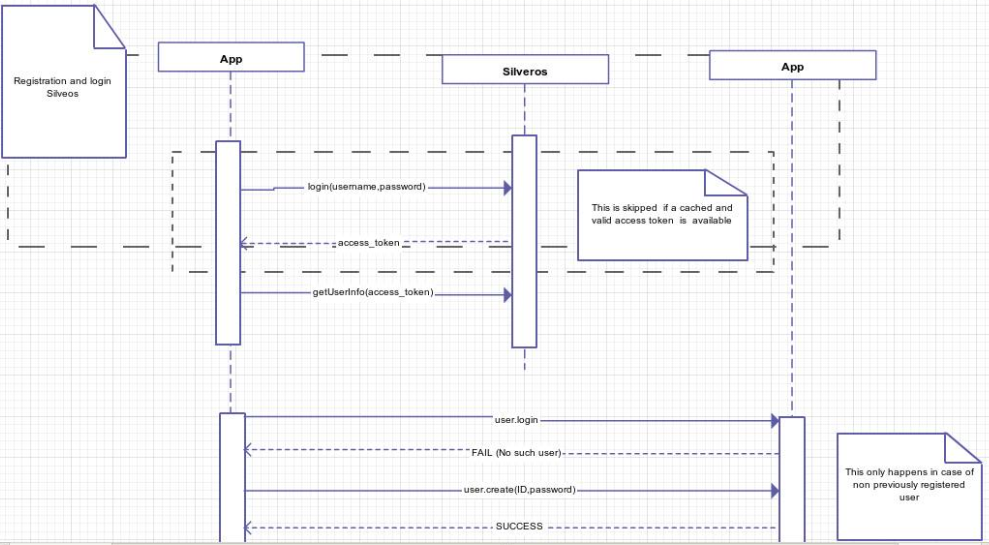 Registration and login
Silveos
App
Silveros
App
login(username,password)
This is skipped if a cached and
valid access token is available
access_token
getUserInfo(access_token)
user.login
FAIL (No such user)
This only happens in case of
non previously registered
user
user.create(ID,password)
SUCCESS